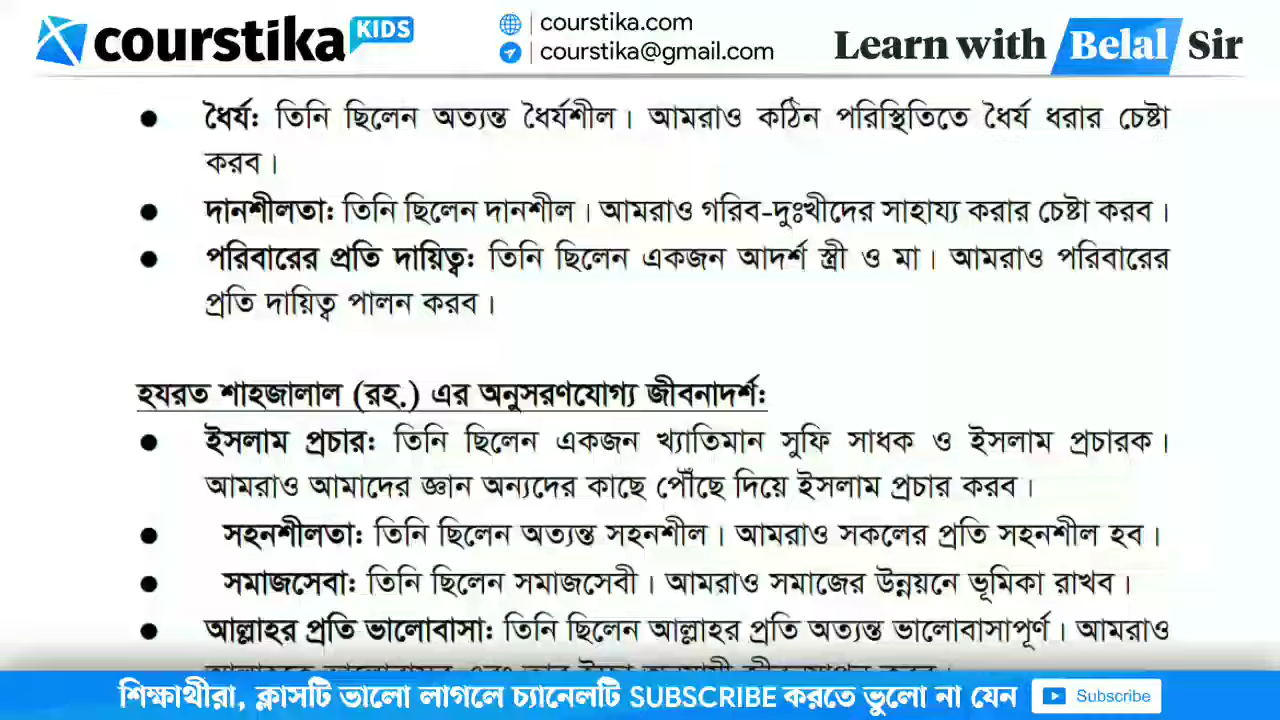 courstika KIDS
courstika.com
courstika@gmail.com
Learn with Belal Sir
● ধৈর্য: তিনি ছিলেন অত্যন্ত ধৈর্যশীল। আমরাও কঠিন পরিস্থিতিতে ধৈর্য ধরার চেষ্টা
করব।
● দানশীলতা: তিনি ছিলেন দানশীল। আমরাও গরিব-দুঃখীদের সাহায্য করার চেষ্টা করব।
● পরিবারের প্রতি দায়িত্ব: তিনি ছিলেন একজন আদর্শ স্ত্রী ও মা। আমরাও পরিবারের
প্রতি দায়িত্ব পালন করব।
হযরত শাহজালাল (রহ.) এর অনুসরণযোগ্য জীবনাদর্শ:
● ইসলাম প্রচার: তিনি ছিলেন একজন খ্যাতিমান সুফি সাধক ও ইসলাম প্রচারক।
আমরাও আমাদের জ্ঞান অন্যদের কাছে পৌঁছে দিয়ে ইসলাম প্রচার করব।
● সহনশীলতা: তিনি ছিলেন অত্যন্ত সহনশীল। আমরাও সকলের প্রতি সহনশীল হব।
● সমাজসেবা: তিনি ছিলেন সমাজসেবী। আমরাও সমাজের উন্নয়নে ভূমিকা রাখব।
● আল্লাহর প্রতি ভালোবাসা: তিনি ছিলেন আল্লাহর প্রতি অত্যন্ত ভালোবাসাপূর্ণ। আমরাও
শিক্ষার্থীরা, ক্লাসটি ভালো লাগলে চ্যানেলটি SUBSCRIBE করতে ভুলো না যেন
Subscribe